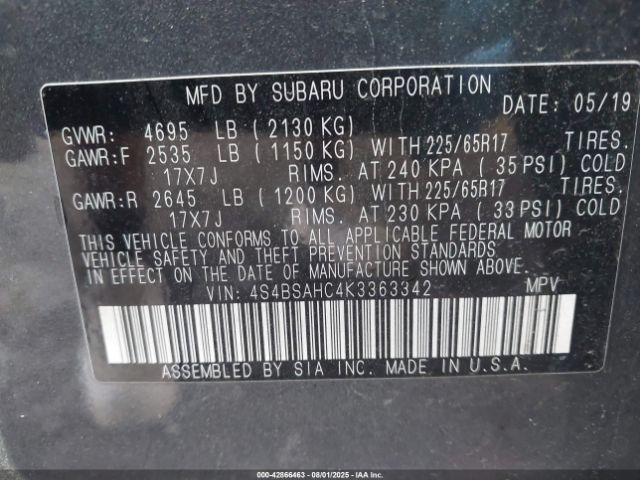 MFD BY SUBARU CORPORATION
DATE: 05/19
GVWR: 4695 LB ( 2130 KG)
GAWR:F 2535 LB ( 1150 KG) WITH 225/65R17 TIRES.
17X7J RIMS. AT 240 KPA ( 35 PSI) COLD
GAWR:R 2645 LB ( 1200 KG) WITH 225/65R17 TIRES.
17X7J RIMS. AT 230 KPA ( 33 PSI) COLD
THIS VEHICLE CONFORMS TO ALL APPLICABLE FEDERAL MOTOR
VEHICLE SAFETY AND THEFT PREVENTION STANDARDS
IN EFFECT ON THE DATE OF MANUFACTURE SHOWN ABOVE.
VIN: 4S4BSAHC4K3363342 MPV
ASSEMBLED BY SIA INC. MADE IN U.S.A.
000-42866463 - 08/01/2025 - IAAI.com